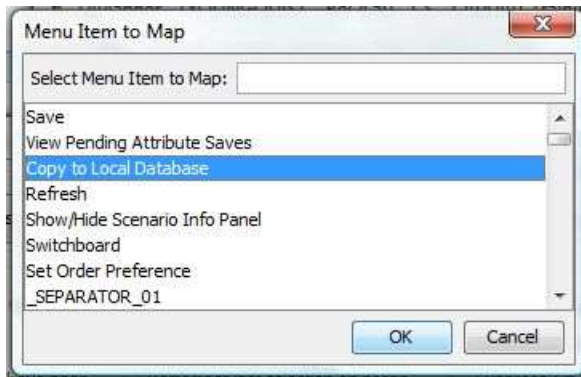 Menu Item to Map
Select Menu Item to Map:
Save
View Pending Attribute Saves
Copy to Local Database
Refresh
Show/Hide Scenario Info Panel
Switchboard
Set Order Preference
_SEPARATOR_01
OK Cancel